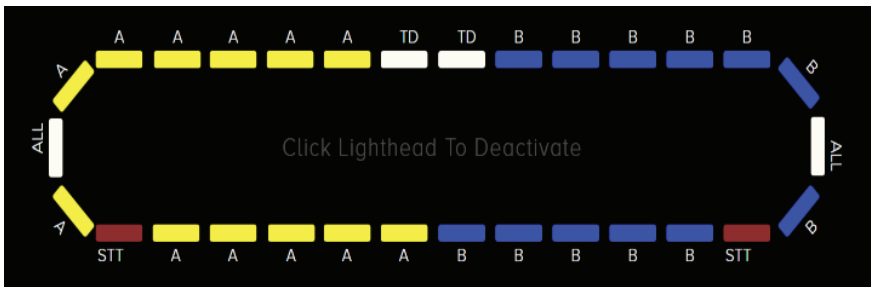 A A A A A TD TD B B B B B
A B
ALL Click Lighthead To Deactivate ALL
A B
STT A A A A A B B B B B STT